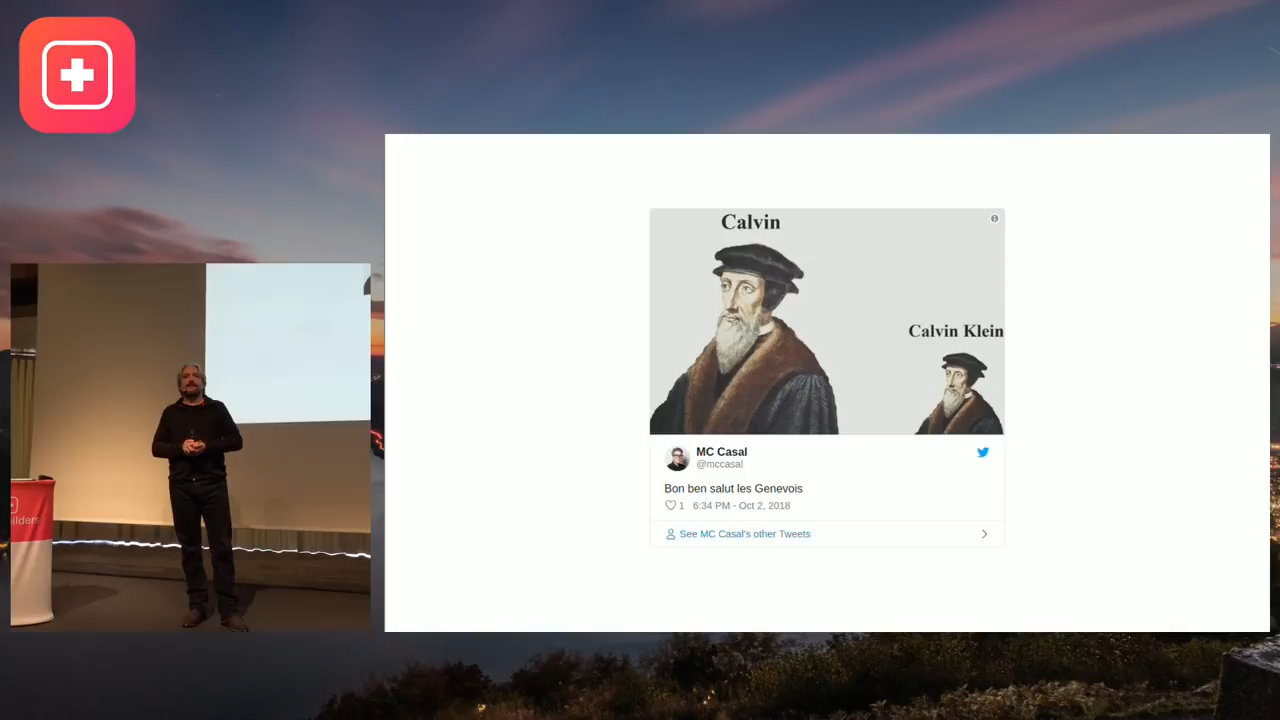 Calvin
Calvin Klein
MC Casal
@mccasal
Bon ben salut les Genevois
1 6:34 PM - Oct 2, 2018
See MC Casal's other Tweets
ilders